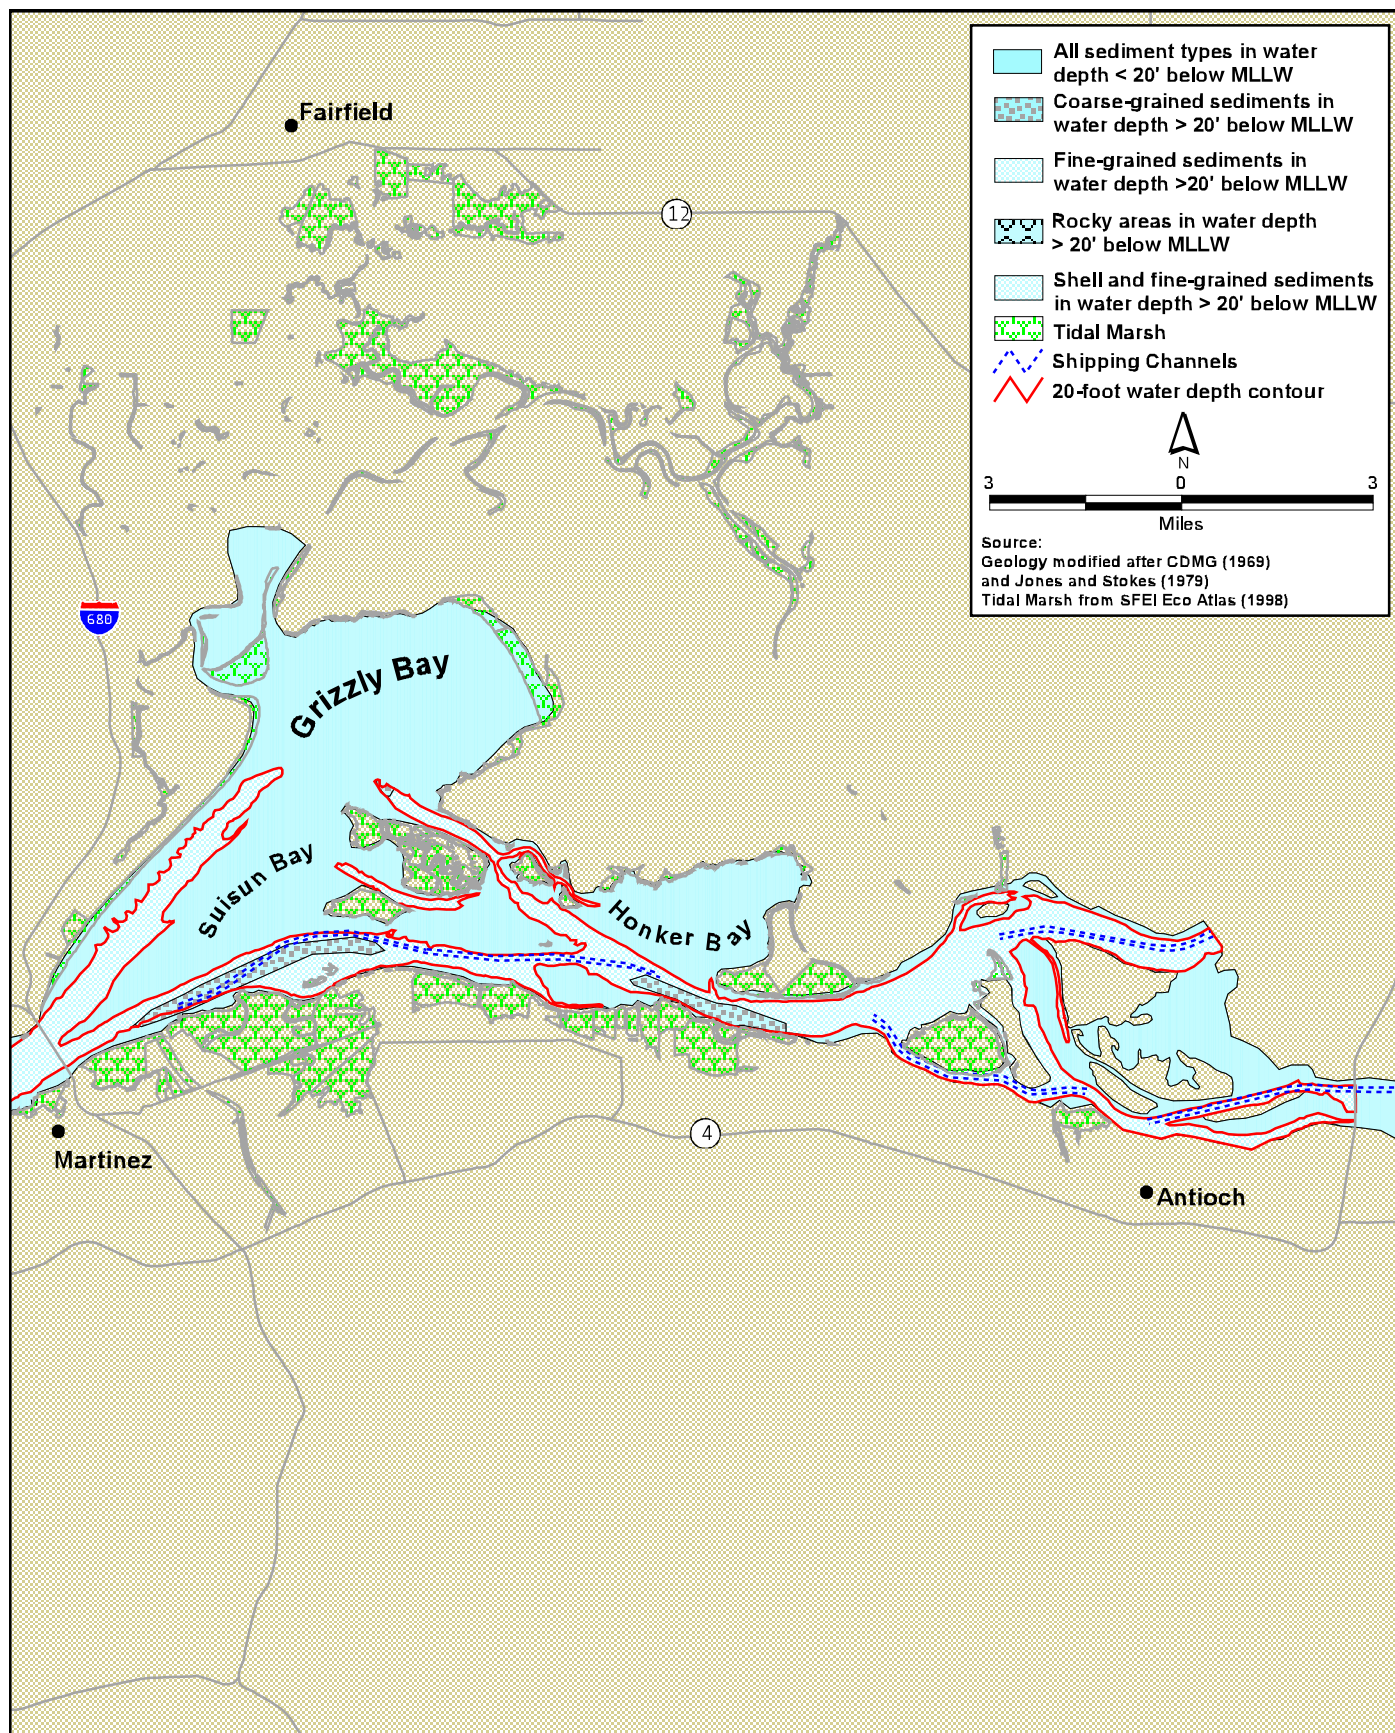 All sediment types in water
depth < 20' below MLLW
Coarse-grained sediments in
water depth > 20' below MLLW
Fine-grained sediments in
water depth >20' below MLLW
Rocky areas in water depth
> 20' below MLLW
Shell and fine-grained sediments
in water depth > 20' below MLLW
Tidal Marsh
Shipping Channels
20-foot water depth contour
N
3 0 3
Miles
Source:
Geology modified after CDMG (1969)
and Jones and Stokes (1979)
Tidal Marsh from SFEI Eco Atlas (1998)
Fairfield
12
680
Grizzly Bay
Suisun Bay
Honker Bay
4
Martinez
Antioch